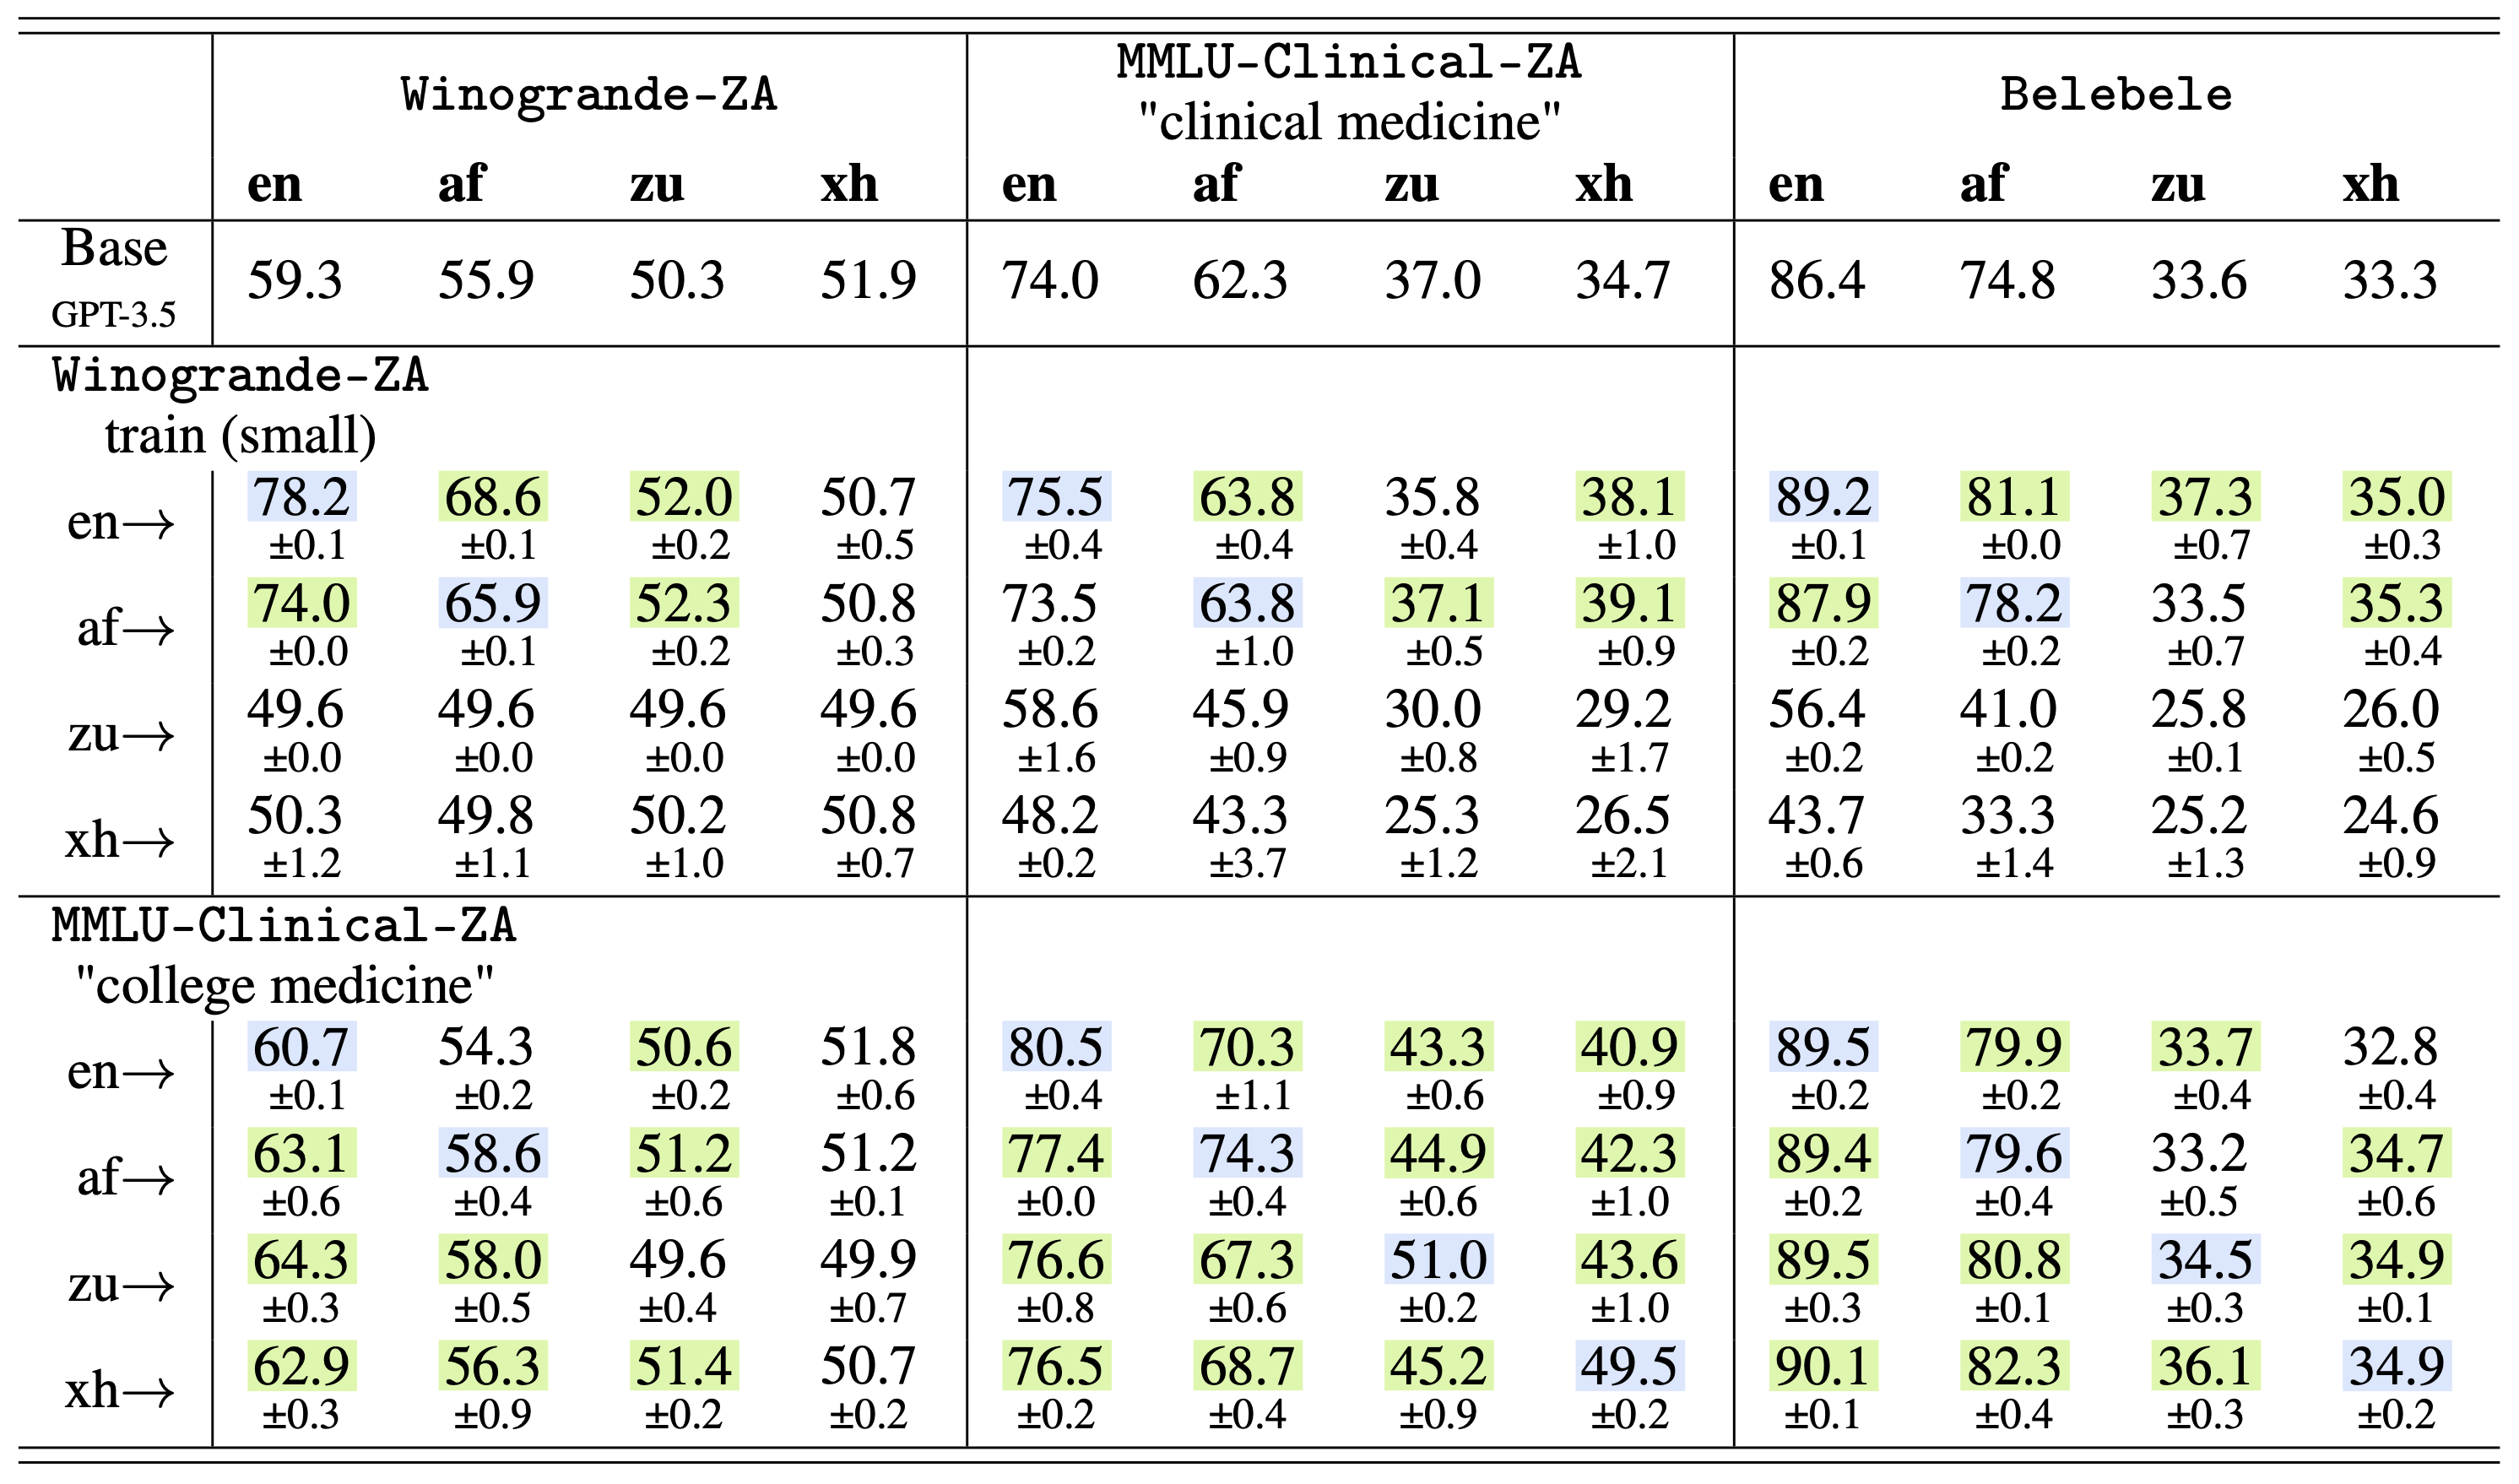 Winogrande-ZA MMLU-Clinical-ZA "clinical medicine" Belebele
en af zu xh en af zu xh en af zu xh
Base GPT-3.5 59.3 55.9 50.3 51.9 74.0 62.3 37.0 34.7 86.4 74.8 33.6 33.3
Winogrande-ZA
train (small)
en→ 78.2 68.6 52.0 50.7 75.5 63.8 35.8 38.1 89.2 81.1 37.3 35.0
±0.1 ±0.1 ±0.2 ±0.5 ±0.4 ±0.4 ±0.4 ±1.0 ±0.1 ±0.0 ±0.7 ±0.3
af→ 74.0 65.9 52.3 50.8 73.5 63.8 37.1 39.1 87.9 78.2 33.5 35.3
±0.0 ±0.1 ±0.2 ±0.3 ±0.2 ±1.0 ±0.5 ±0.9 ±0.2 ±0.2 ±0.7 ±0.4
zu→ 49.6 49.6 49.6 49.6 58.6 45.9 30.0 29.2 56.4 41.0 25.8 26.0
±0.0 ±0.0 ±0.0 ±0.0 ±1.6 ±0.9 ±0.8 ±1.7 ±0.2 ±0.2 ±0.1 ±0.5
xh→ 50.3 49.8 50.2 50.8 48.2 43.3 25.3 26.5 43.7 33.3 25.2 24.6
±1.2 ±1.1 ±1.0 ±0.7 ±0.2 ±3.7 ±1.2 ±2.1 ±0.6 ±1.4 ±1.3 ±0.9
MMLU-Clinical-ZA
"college medicine"
en→ 60.7 54.3 50.6 51.8 80.5 70.3 43.3 40.9 89.5 79.9 33.7 32.8
±0.1 ±0.2 ±0.2 ±0.6 ±0.4 ±1.1 ±0.6 ±0.9 ±0.2 ±0.2 ±0.4 ±0.4
af→ 63.1 58.6 51.2 51.2 77.4 74.3 44.9 42.3 89.4 79.6 33.2 34.7
±0.6 ±0.4 ±0.6 ±0.1 ±0.0 ±0.4 ±0.6 ±1.0 ±0.2 ±0.4 ±0.5 ±0.6
zu→ 64.3 58.0 49.6 49.9 76.6 67.3 51.0 43.6 89.5 80.8 34.5 34.9
±0.3 ±0.5 ±0.4 ±0.7 ±0.8 ±0.6 ±0.2 ±1.0 ±0.3 ±0.1 ±0.3 ±0.1
xh→ 62.9 56.3 51.4 50.7 76.5 68.7 45.2 49.5 90.1 82.3 36.1 34.9
±0.3 ±0.9 ±0.2 ±0.2 ±0.2 ±0.4 ±0.9 ±0.2 ±0.1 ±0.4 ±0.3 ±0.2